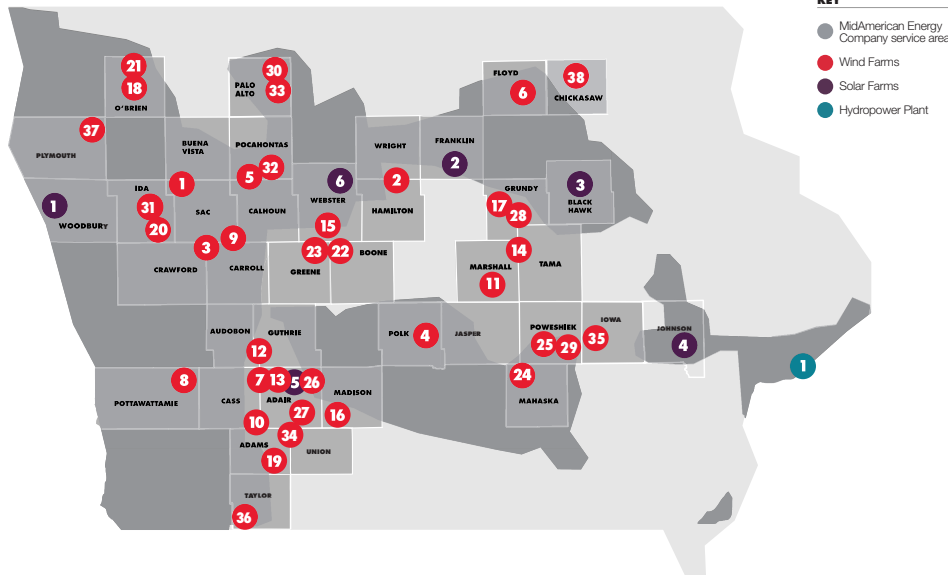 KEY
MidAmerican Energy
Company service area
Wind Farms
Solar Farms
Hydropower Plant
21
18
O'BRIEN
30
PALO
ALTO
33
FLOYD
6
38
CHICKASAW
37
PLYMOUTH
BUENA
VISTA
POCAHONTAS
32
5
WRIGHT
2
FRANKLIN
2
1
WOODBURY
IDA
31
20
1
SAC
CALHOUN
6
WEBSTER
15
HAMILTON
GRUNDY
17
28
3
BLACK
HAWK
3
9
CRAWFORD
CARROLL
23
22
GREENE
BOONE
MARSHALL
11
14
TAMA
AUDOBON
GUTHRIE
12
POLK
4
JASPER
POWESHIEK
25
29
IOWA
35
JOHNSON
4
1
8
POTTAWATTAMIE
CASS
7
13
5
26
ADAIR
27
MADISON
16
24
MAHASKA
10
34
ADAMS
19
UNION
TAYLOR
36